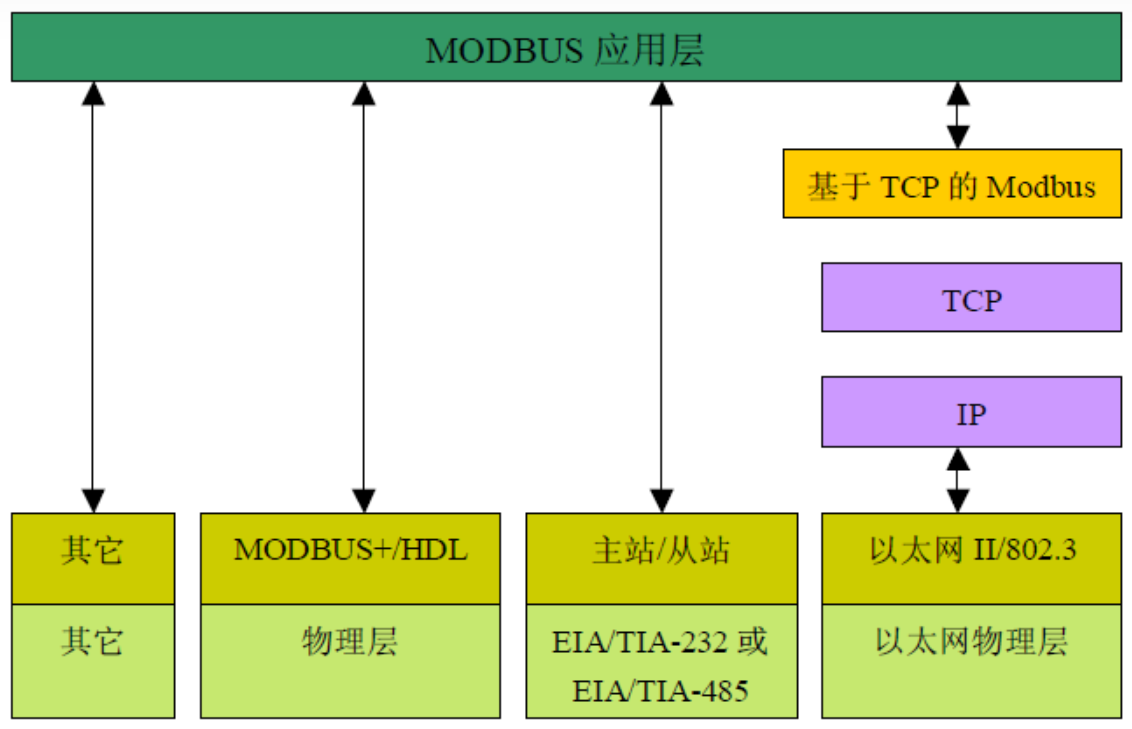 MODBUS 应用层
基于 TCP 的 Modbus
TCP
IP
其它
MODBUS+/HDL
主站/从站
以太网 II/802.3
其它
物理层
EIA/TIA-232 或
EIA/TIA-485
以太网物理层